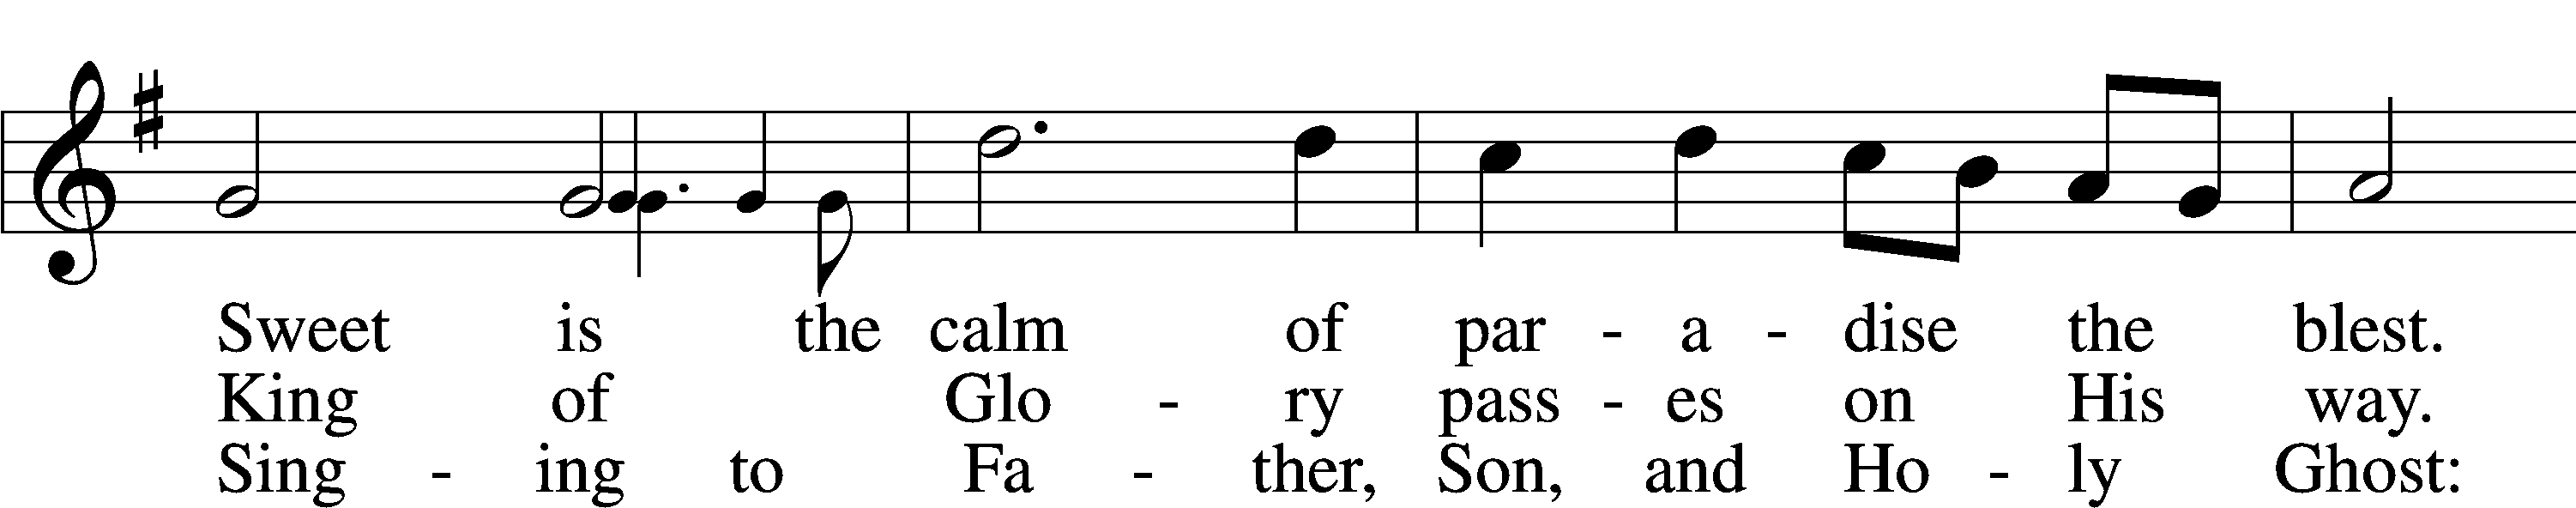 Sweet is the calm of par - a - dise the blest.
King of Glo - ry pass - es on His way.
Sing - ing to Fa - ther, Son, and Ho - ly Ghost: